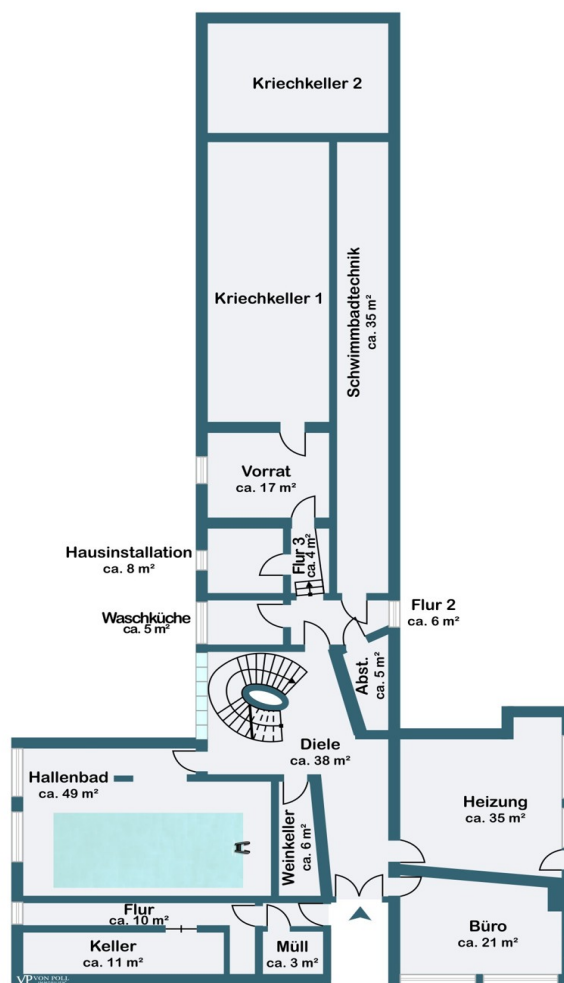 Kriechkeller 2
Kriechkeller 1
Schwimmbadtechnik
ca. 35 m²
Vorrat
ca. 17 m²
Hausinstallation
ca. 8 m²
Flur 3
ca. 4 m²
Flur 2
ca. 6 m²
Waschküche
ca. 5 m²
Abst.
ca. 5 m²
Diele
ca. 38 m²
Hallenbad
ca. 49 m²
Heizung
ca. 35 m²
Weinkeller
ca. 6 m²
Flur
ca. 10 m²
Büro
ca. 21 m²
Keller
ca. 11 m²
Müll
ca. 3 m²
VP VON POLL